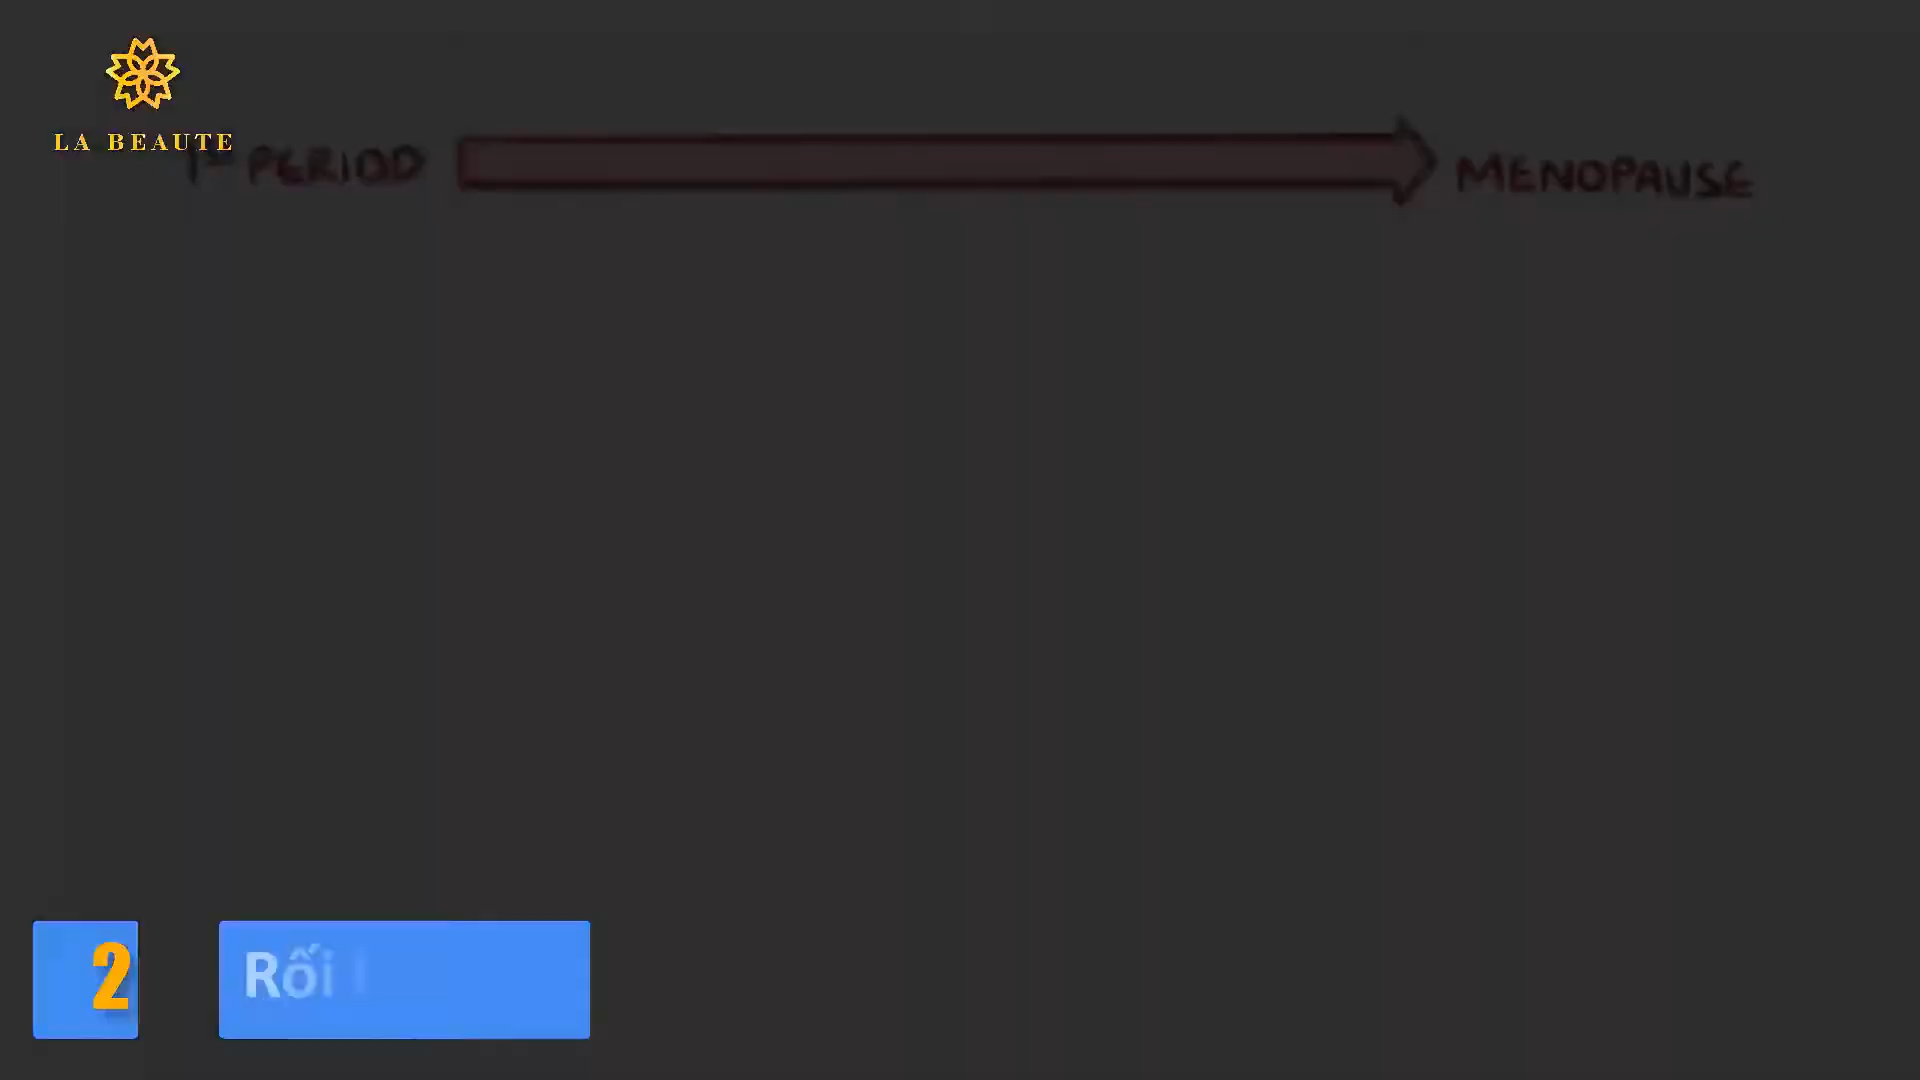 LA BEAUTE
1ST PERIOD
MENOPAUSE
2
Rối